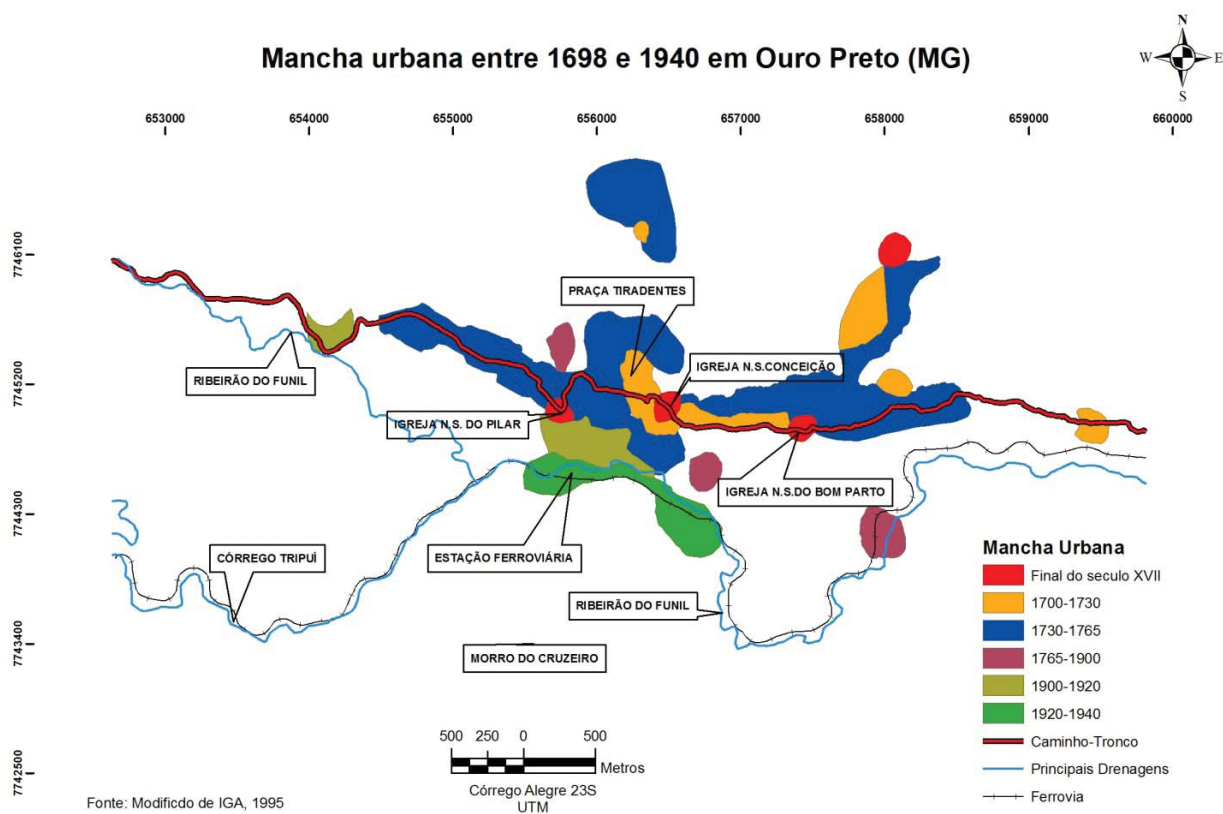 Mancha urbana entre 1698 e 1940 em Ouro Preto (MG)
N
W
E
S
653000
654000
655000
656000
657000
658000
659000
660000
7746100
7745200
7744300
7743400
7742500
PRAÇA TIRADENTES
IGREJA N.S.CONCEIÇÃO
RIBEIRÃO DO FUNIL
IGREJA N.S. DO PILAR
IGREJA N.S.DO BOM PARTO
ESTAÇÃO FERROVIÁRIA
CÓRREGO TRIPUÍ
RIBEIRÃO DO FUNIL
MORRO DO CRUZEIRO
Mancha Urbana
Final do seculo XVII
1700-1730
1730-1765
1765-1900
1900-1920
1920-1940
Caminho-Tronco
Principais Drenagens
Ferrovia
500 250 0 500
Metros
Córrego Alegre 23S
UTM
Fonte: Modificdo de IGA, 1995